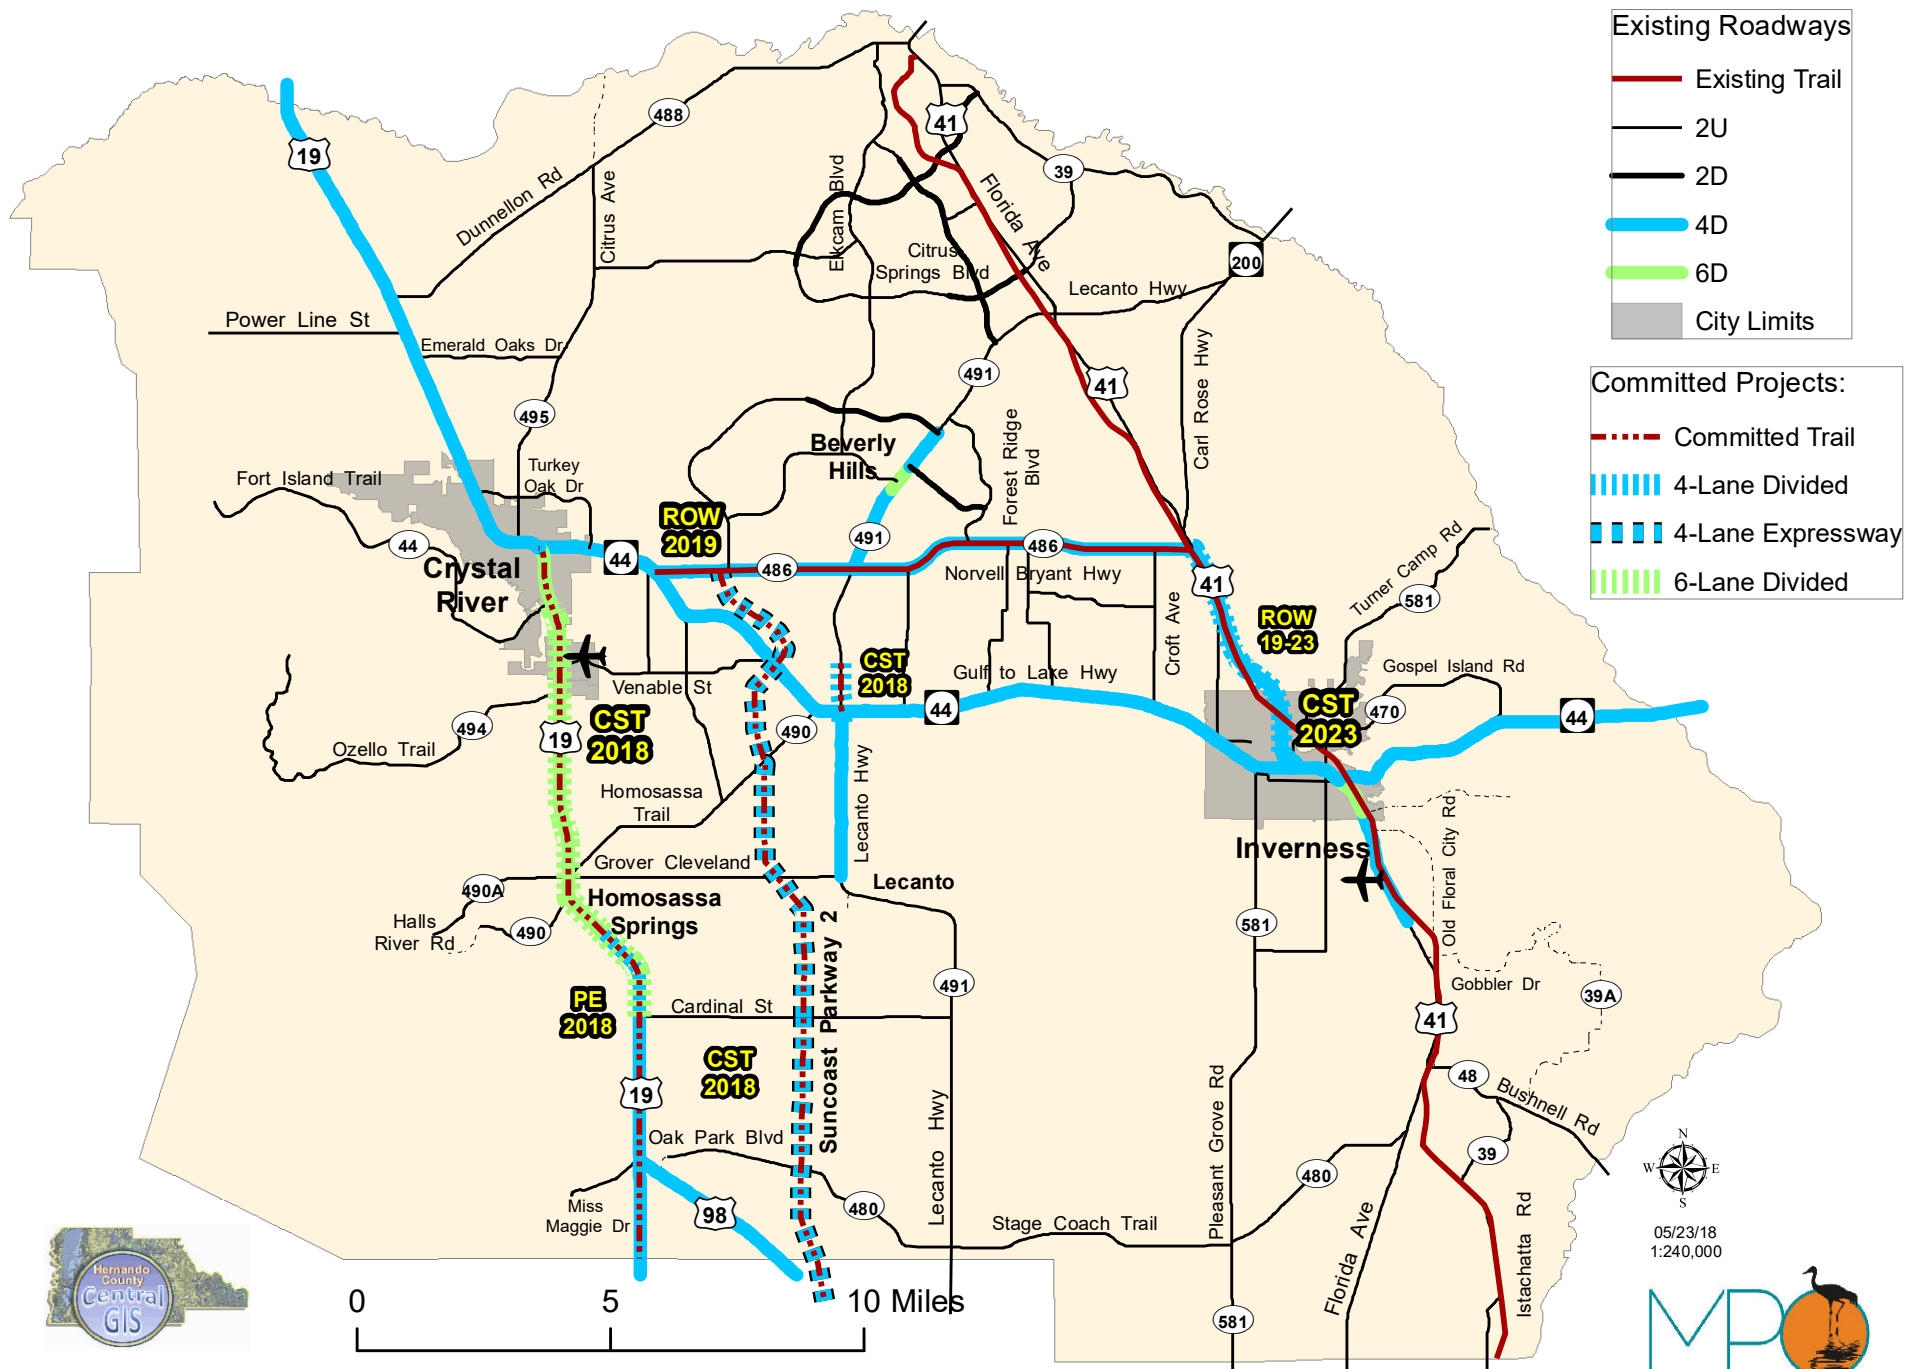 Existing Roadways
Existing Trail
2U
2D
4D
6D
City Limits
Committed Projects:
Committed Trail
4-Lane Divided
4-Lane Expressway
6-Lane Divided
19
488
41
39
Dunnellon Rd
Citrus Ave
Elkcam Blvd
Florida Ave
Citrus
Springs Blvd
200
Lecanto Hwy
Power Line St
Emerald Oaks Dr
491
41
Carl Rose Hwy
495
Forest Ridge
Blvd
Beverly
Hills
Turkey
Oak Dr
Fort Island Trail
ROW
2019
491
44
44
486
486
Turner Camp Rd
Crystal
River
Norvell Bryant Hwy
41
581
ROW
19-23
Croft Ave
CST
2018
Gulf to Lake Hwy
Gospel Island Rd
Venable St
44
CST
2023
470
44
CST
2018
494
19
490
Ozello Trail
Lecanto Hwy
Homosassa
Trail
Old Floral City Rd
Inverness
Grover Cleveland
490A
Lecanto
Homosassa
Springs
Halls
River Rd
490
581
Suncoast Parkway 2
491
Gobbler Dr
39A
PE
2018
Cardinal St
41
CST
2018
48
19
Bushnell Rd
Pleasant Grove Rd
Oak Park Blvd
Lecanto Hwy
39
480
N
W E
S
Miss
Maggie Dr
98
480
Stage Coach Trail
Florida Ave
Istachatta Rd
05/23/18
1:240,000
581
Hernando
County
Central
GIS
0 5 10 Miles
MPO